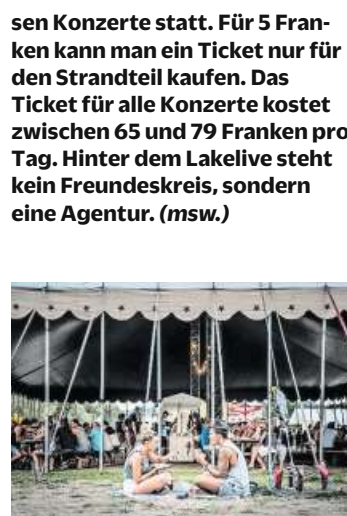 sen Konzerte statt. Für 5 Fran-
ken kann man ein Ticket nur für
den Strandteil kaufen. Das
Ticket für alle Konzerte kostet
zwischen 65 und 79 Franken pro
Tag. Hinter dem Lakelive steht
kein Freundeskreis, sondern
eine Agentur. (msw.)